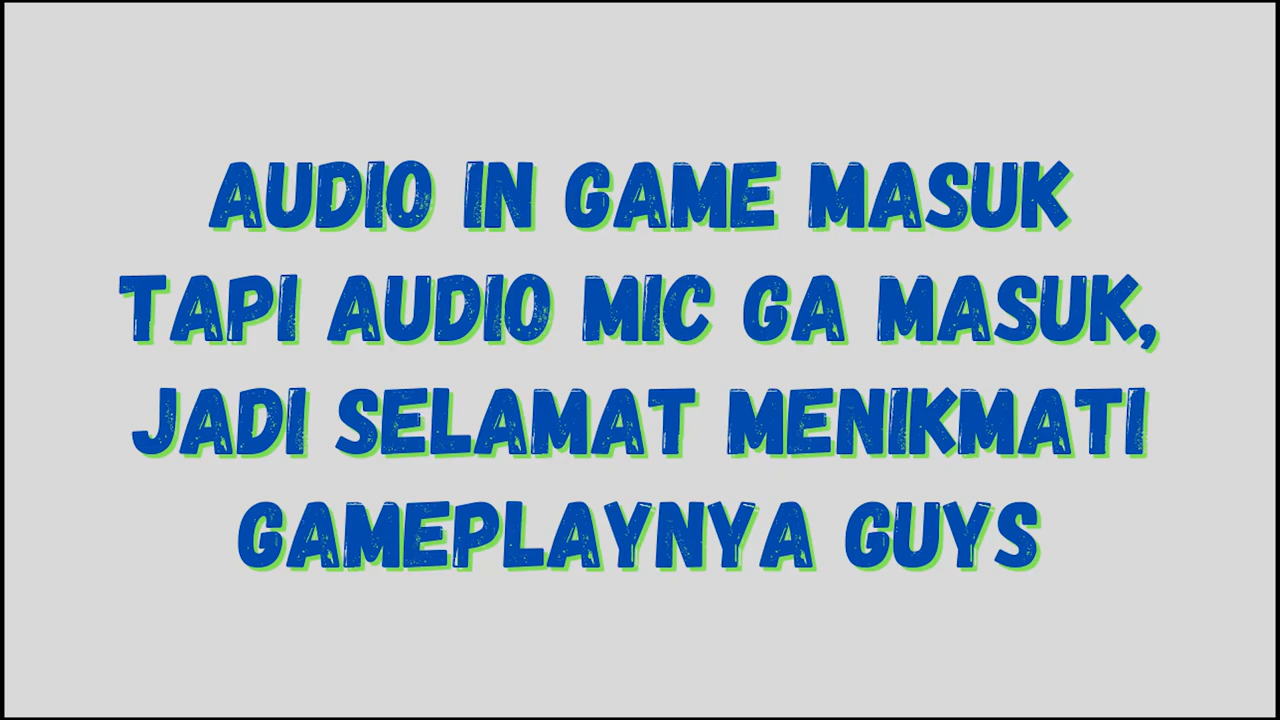 AUDIO IN GAME MASUK
TAPI AUDIO MIC GA MASUK,
JADI SELAMAT MENIKMATI
GAMEPLAYNYA GUYS